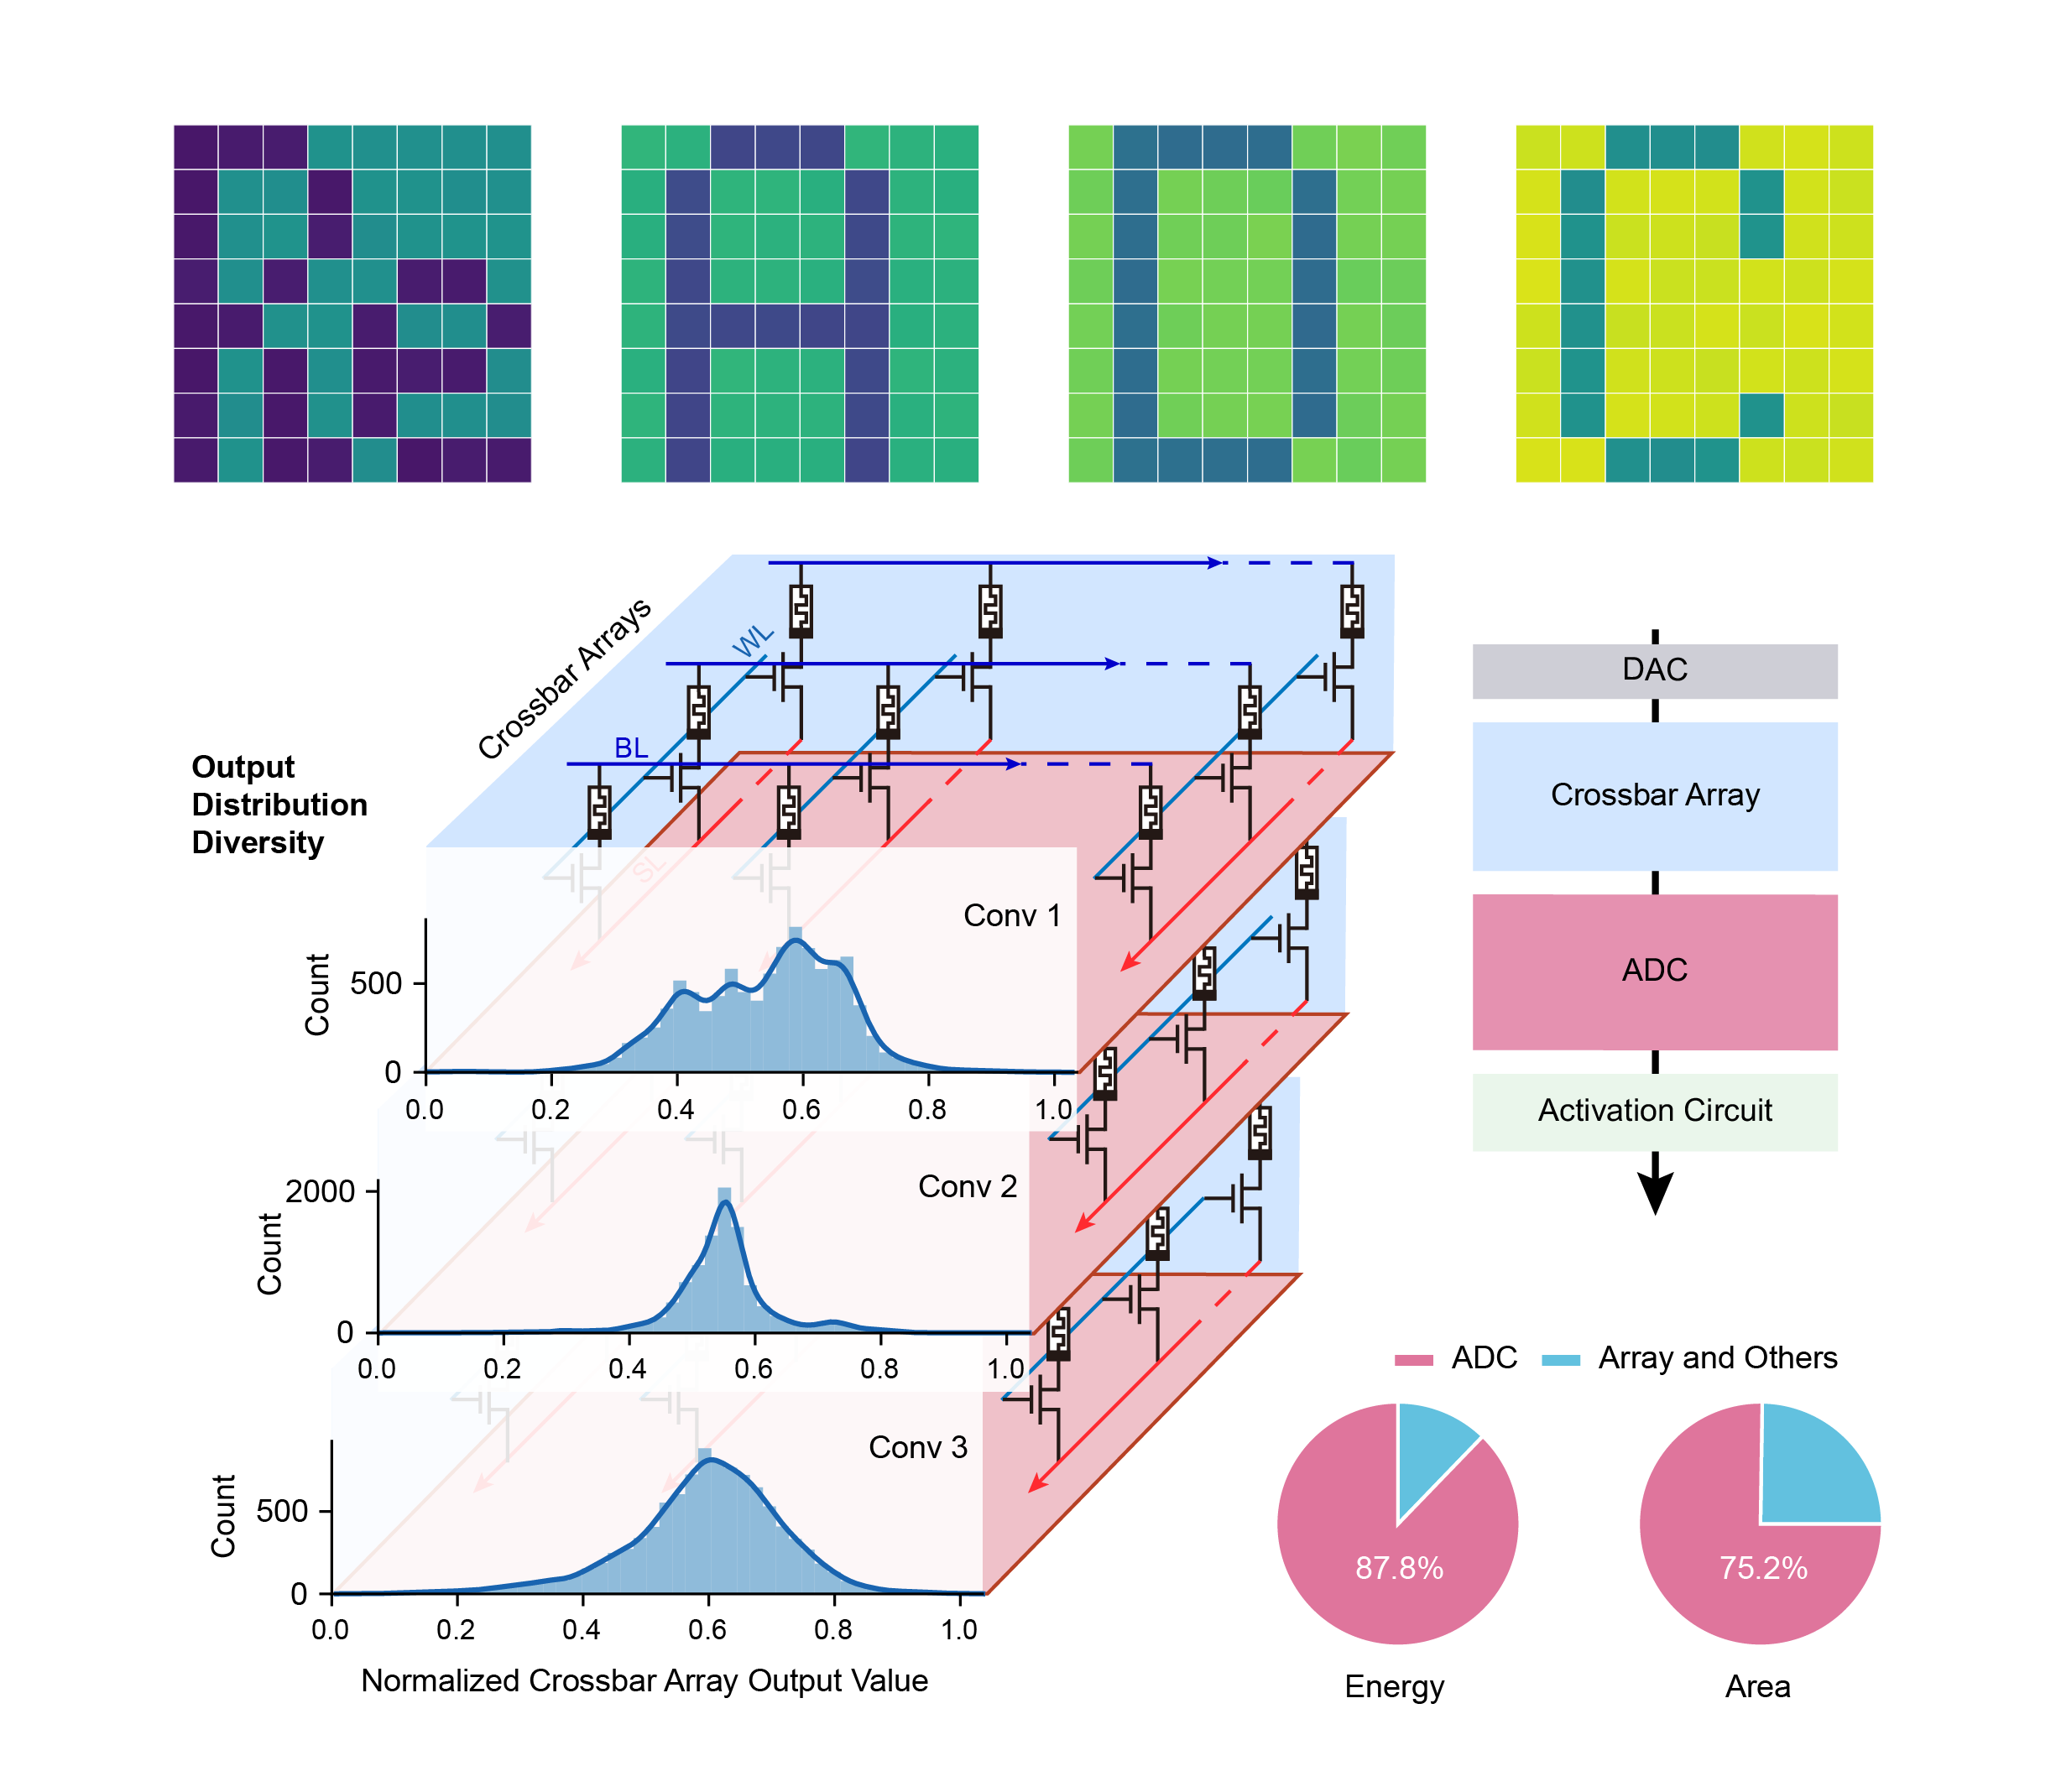 Crossbar Arrays
WL
BL
SL
Output
Distribution
Diversity
Conv 1
Count
500
0
0.0 0.2 0.4 0.6 0.8 1.0
Conv 2
Count
2000
0
0.0 0.2 0.4 0.6 0.8 1.0
Conv 3
Count
500
0
0.0 0.2 0.4 0.6 0.8 1.0
Normalized Crossbar Array Output Value
DAC
Crossbar Array
ADC
Activation Circuit
ADC Array and Others
87.8%
75.2%
Energy
Area